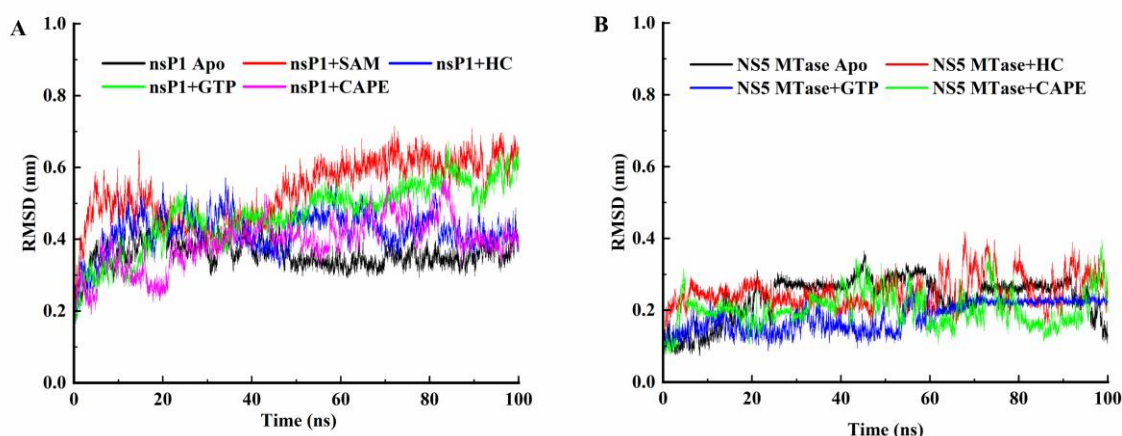 A
1.0
0.8
0.6
0.4
0.2
0.0
RMSD (nm)
nsP1 Apo nsP1+SAM nsP1+HC
nsP1+GTP nsP1+CAPE
0 20 40 60 80 100
Time (ns)
B
1.0
0.8
0.6
0.4
0.2
0.0
RMSD (nm)
NS5 MTase Apo NS5 MTase+HC
NS5 MTase+GTP NS5 MTase+CAPE
0 20 40 60 80 100
Time (ns)